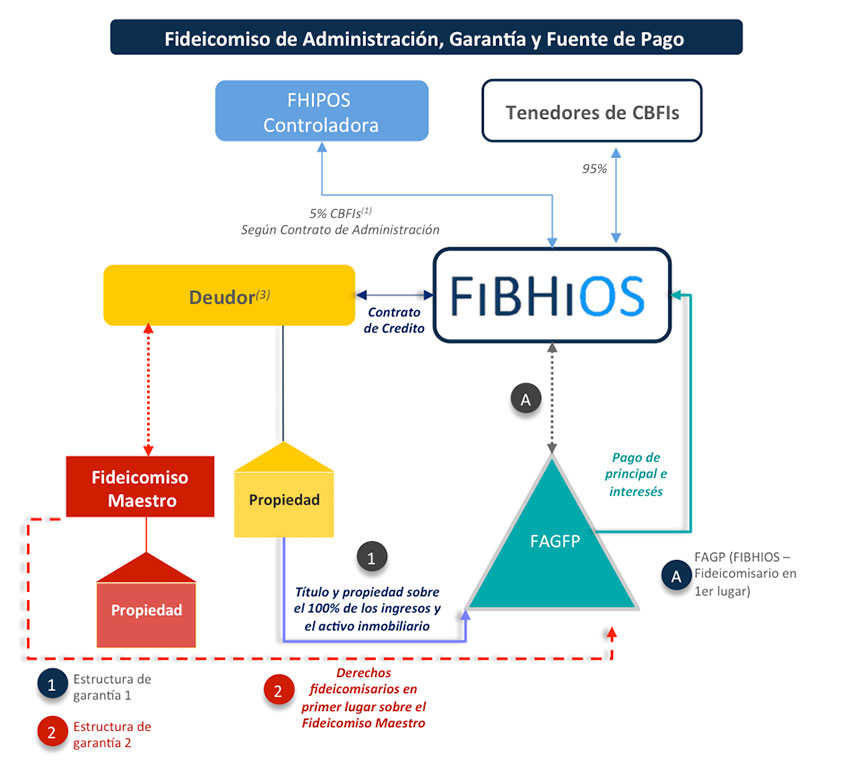 Fideicomiso de Administración, Garantía y Fuente de Pago
FHIPOS
Controladora
Tenedores de CBFIs
95%
5% CBFIs(1)
Según Contrato de Administración
Deudor(3)
Contrato
de Credito
FiBHiOS
A
Fideicomiso
Maestro
Propiedad
Pago de
principal e
interesés
FAGFP
1
Título y propiedad sobre
el 100% de los ingresos y
el activo inmobiliario
A
FAGP (FIBHIOS –
Fideicomisario en
1er lugar)
Propiedad
1
Estructura de
garantía 1
2
Estructura de
garantía 2
2
Derechos
fideicomisarios en
primer lugar sobre el
Fideicomiso Maestro